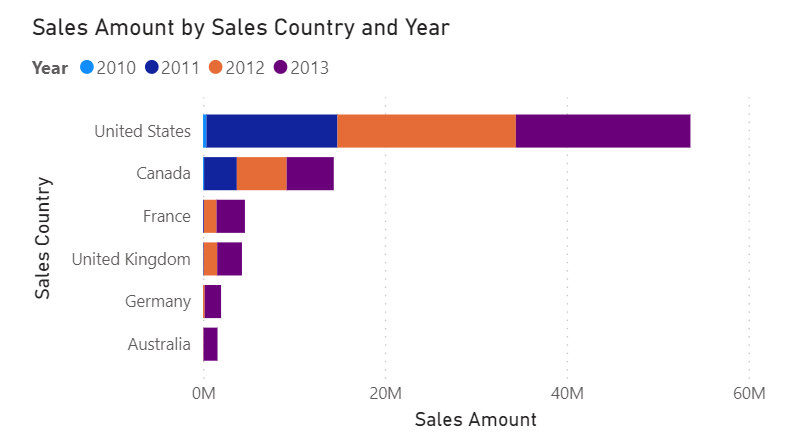 Sales Amount by Sales Country and Year
Year 2010 2011 2012 2013
Sales Country
United States
Canada
France
United Kingdom
Germany
Australia
0M 20M 40M 60M
Sales Amount